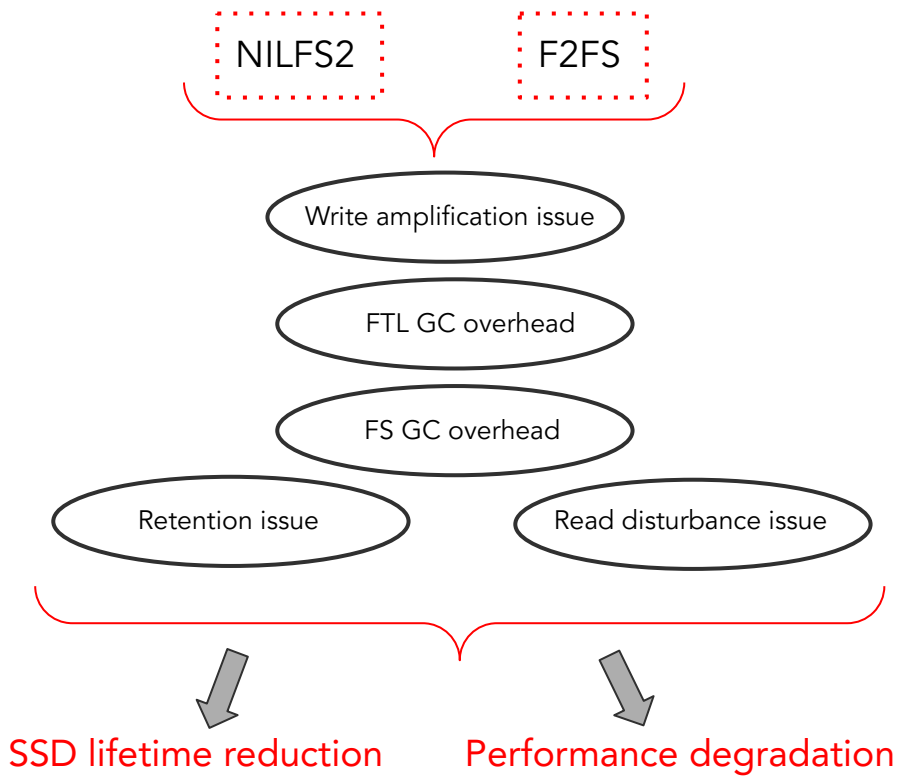 NILFS2
F2FS
Write amplification issue
FTL GC overhead
FS GC overhead
Retention issue
Read disturbance issue
SSD lifetime reduction
Performance degradation